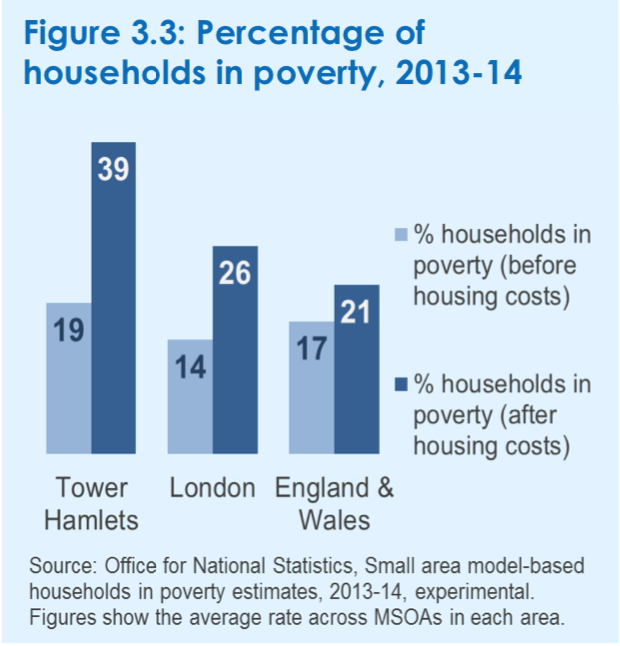 Figure 3.3: Percentage of
households in poverty, 2013-14
39
19
26
14
21
17
% households in
poverty (before
housing costs)
% households in
poverty (after
housing costs)
Tower
Hamlets
London
England &
Wales
Source: Office for National Statistics, Small area model-based
households in poverty estimates, 2013-14, experimental.
Figures show the average rate across MSOAs in each area.